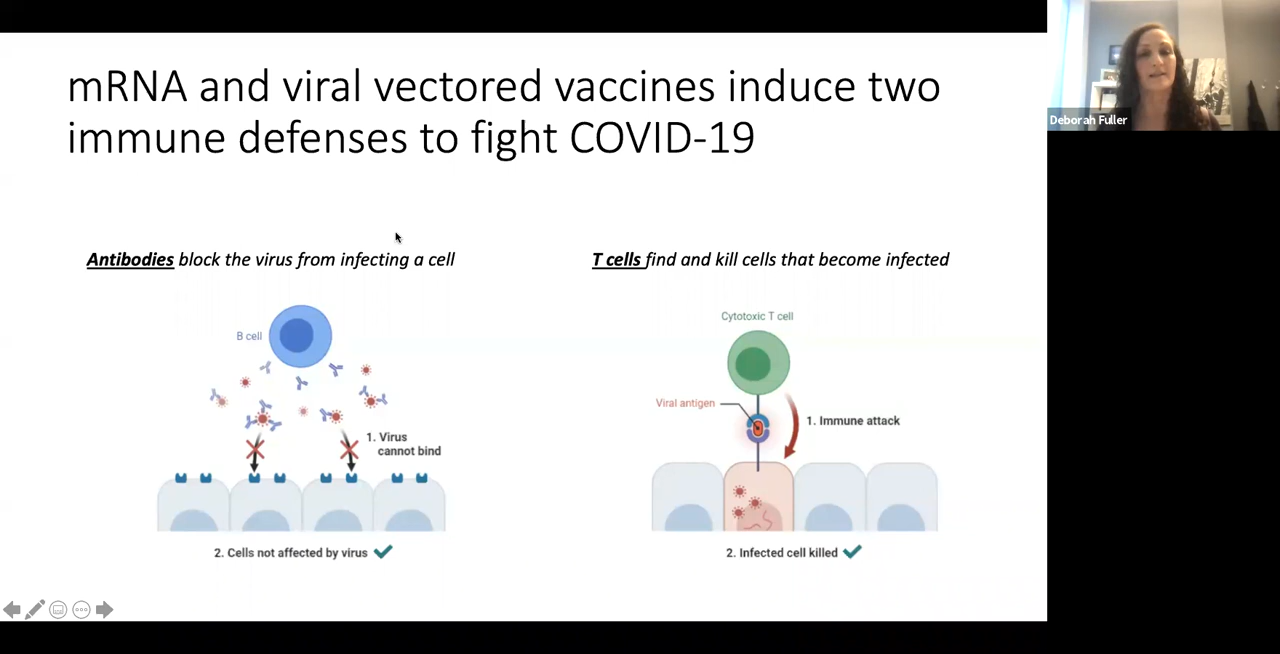 mRNA and viral vectored vaccines induce two
immune defenses to fight COVID-19
Deborah Fuller
Antibodies block the virus from infecting a cell
B cell
1. Virus
cannot bind
2. Cells not affected by virus
T cells find and kill cells that become infected
Cytotoxic T cell
Viral antigen
1. Immune attack
2. Infected cell killed